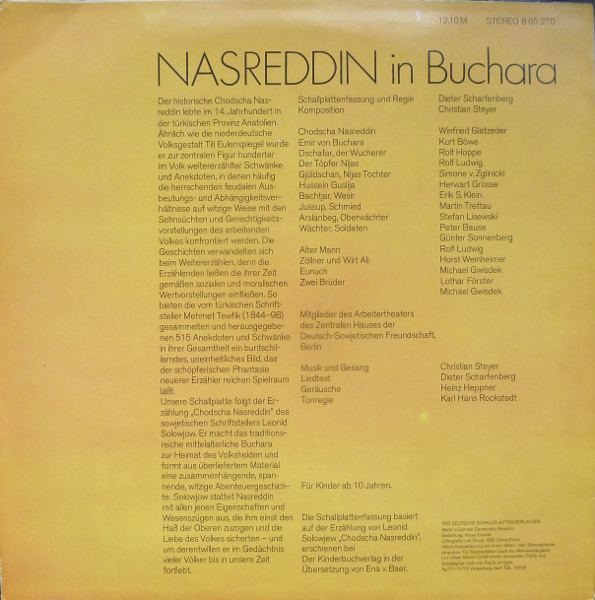 12,10 M STEREO 8 65 270
NASREDDIN in Buchara
Der historische Chodscha Nas-
reddin lebte im 14. Jahrhundert in
der türkischen Provinz Anatolien.
Ähnlich wie die niederdeutsche
Volksgestalt Till Eulenspiegel wurde
er zur zentralen Figur hunderter
im Volk weitererzählter Schwänke
und Anekdoten, in denen häufig
die herrschenden feudalen Aus-
beutungs- und Abhängigkeitsver-
hältnisse auf witzige Weise mit den
Sehnsüchten und Gerechtigkeits-
vorstellungen des arbeitenden
Volkes konfrontiert werden. Die
Geschichten verwandelten sich
beim Weitererzählen, denn die
Erzählenden ließen die ihrer Zeit
gemäßen sozialen und moralischen
Wertvorstellungen einfließen. So
bieten die vom türkischen Schrift-
steller Mehmet Tewfik (1844–98)
gesammelten und herausgegebe-
nen 515 Anekdoten und Schwänke
in ihrer Gesamtheit ein buntschil-
lerndes, uneinheitliches Bild, das
der schöpferischen Phantasie
neuerer Erzähler reichen Spielraum
läßt.
Unsere Schallplatte folgt der Er-
zählung „Chodscha Nasreddin" des
sowjetischen Schriftstellers Leonid
Solowjow. Er macht das traditions-
reiche mittelalterliche Buchara
zur Heimat des Volkshelden und
formt aus überliefertem Material
eine zusammenhängende, span-
nende, witzige Abenteuergeschich-
te. Solowjow stattet Nasreddin
mit allen jenen Eigenschaften und
Wesenszügen aus, die ihm einst den
Haß der Oberen zuzogen und die
Liebe des Volkes sicherten – und
um derentwillen er im Gedächtnis
vieler Völker bis in unsere Zeit
fortlebt.
Schallplattenfassung und Regie Dieter Scharfenberg
Komposition Christian Steyer
Chodscha Nasreddin Winfried Glatzeder
Emir von Buchara Kurt Böwe
Dschafar, der Wucherer Rolf Hoppe
Der Töpfer Nijas Rolf Ludwig
Gjüldschan, Nijas Tochter Simone v. Zglinicki
Hussein Guslija Herwart Grosse
Bachtjar, Wesir Erik S. Klein
Jussup, Schmied Martin Trettau
Arslanbeg, Oberwächter Stefan Lisewski
Wächter, Soldaten Peter Bause
Günter Sonnenberg
Alter Mann Rolf Ludwig
Zöllner und Wirt Ali Horst Weinheimer
Eunuch Michael Gwisdek
Zwei Brüder Lothar Förster
Michael Gwisdek
Mitglieder des Arbeitertheaters
des Zentralen Hauses der
Deutsch-Sowjetischen Freundschaft,
Berlin
Musik und Gesang Christian Steyer
Liedtext Dieter Scharfenberg
Geräusche Heinz Heppner
Tonregie Karl Hans Rockstedt
Für Kinder ab 10 Jahren.
Die Schallplattenfassung basiert
auf der Erzählung von Leonid
Solowjew „Chodscha Nasreddin",
erschienen bei
Der Kinderbuchverlag in der
Übersetzung von Ena v. Baer.
VEB DEUTSCHE SCHALLPLATTEN BERLIN DDR
Made in German Democratic Republic